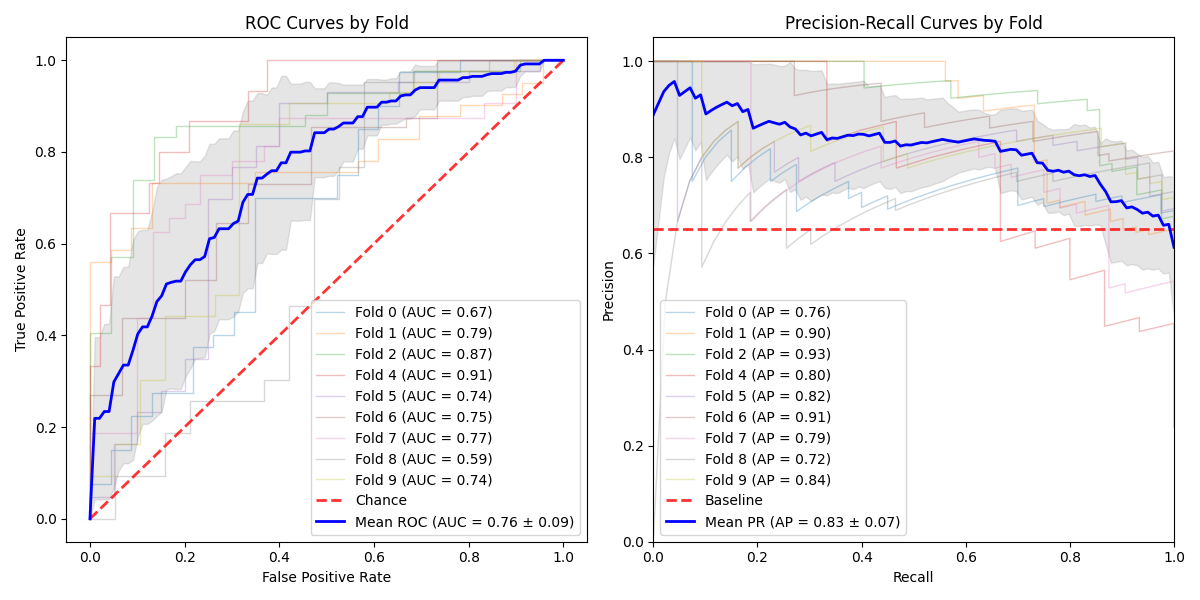 ROC Curves by Fold
True Positive Rate
1.0
0.8
0.6
0.4
0.2
0.0
Fold 0 (AUC = 0.67)
Fold 1 (AUC = 0.79)
Fold 2 (AUC = 0.87)
Fold 4 (AUC = 0.91)
Fold 5 (AUC = 0.74)
Fold 6 (AUC = 0.75)
Fold 7 (AUC = 0.77)
Fold 8 (AUC = 0.59)
Fold 9 (AUC = 0.74)
Chance
Mean ROC (AUC = 0.76 ± 0.09)
0.0 0.2 0.4 0.6 0.8 1.0
False Positive Rate
Precision-Recall Curves by Fold
Precision
1.0
0.8
0.6
0.4
0.2
0.0
Fold 0 (AP = 0.76)
Fold 1 (AP = 0.90)
Fold 2 (AP = 0.93)
Fold 4 (AP = 0.80)
Fold 5 (AP = 0.82)
Fold 6 (AP = 0.91)
Fold 7 (AP = 0.79)
Fold 8 (AP = 0.72)
Fold 9 (AP = 0.84)
Baseline
Mean PR (AP = 0.83 ± 0.07)
0.0 0.2 0.4 0.6 0.8 1.0
Recall